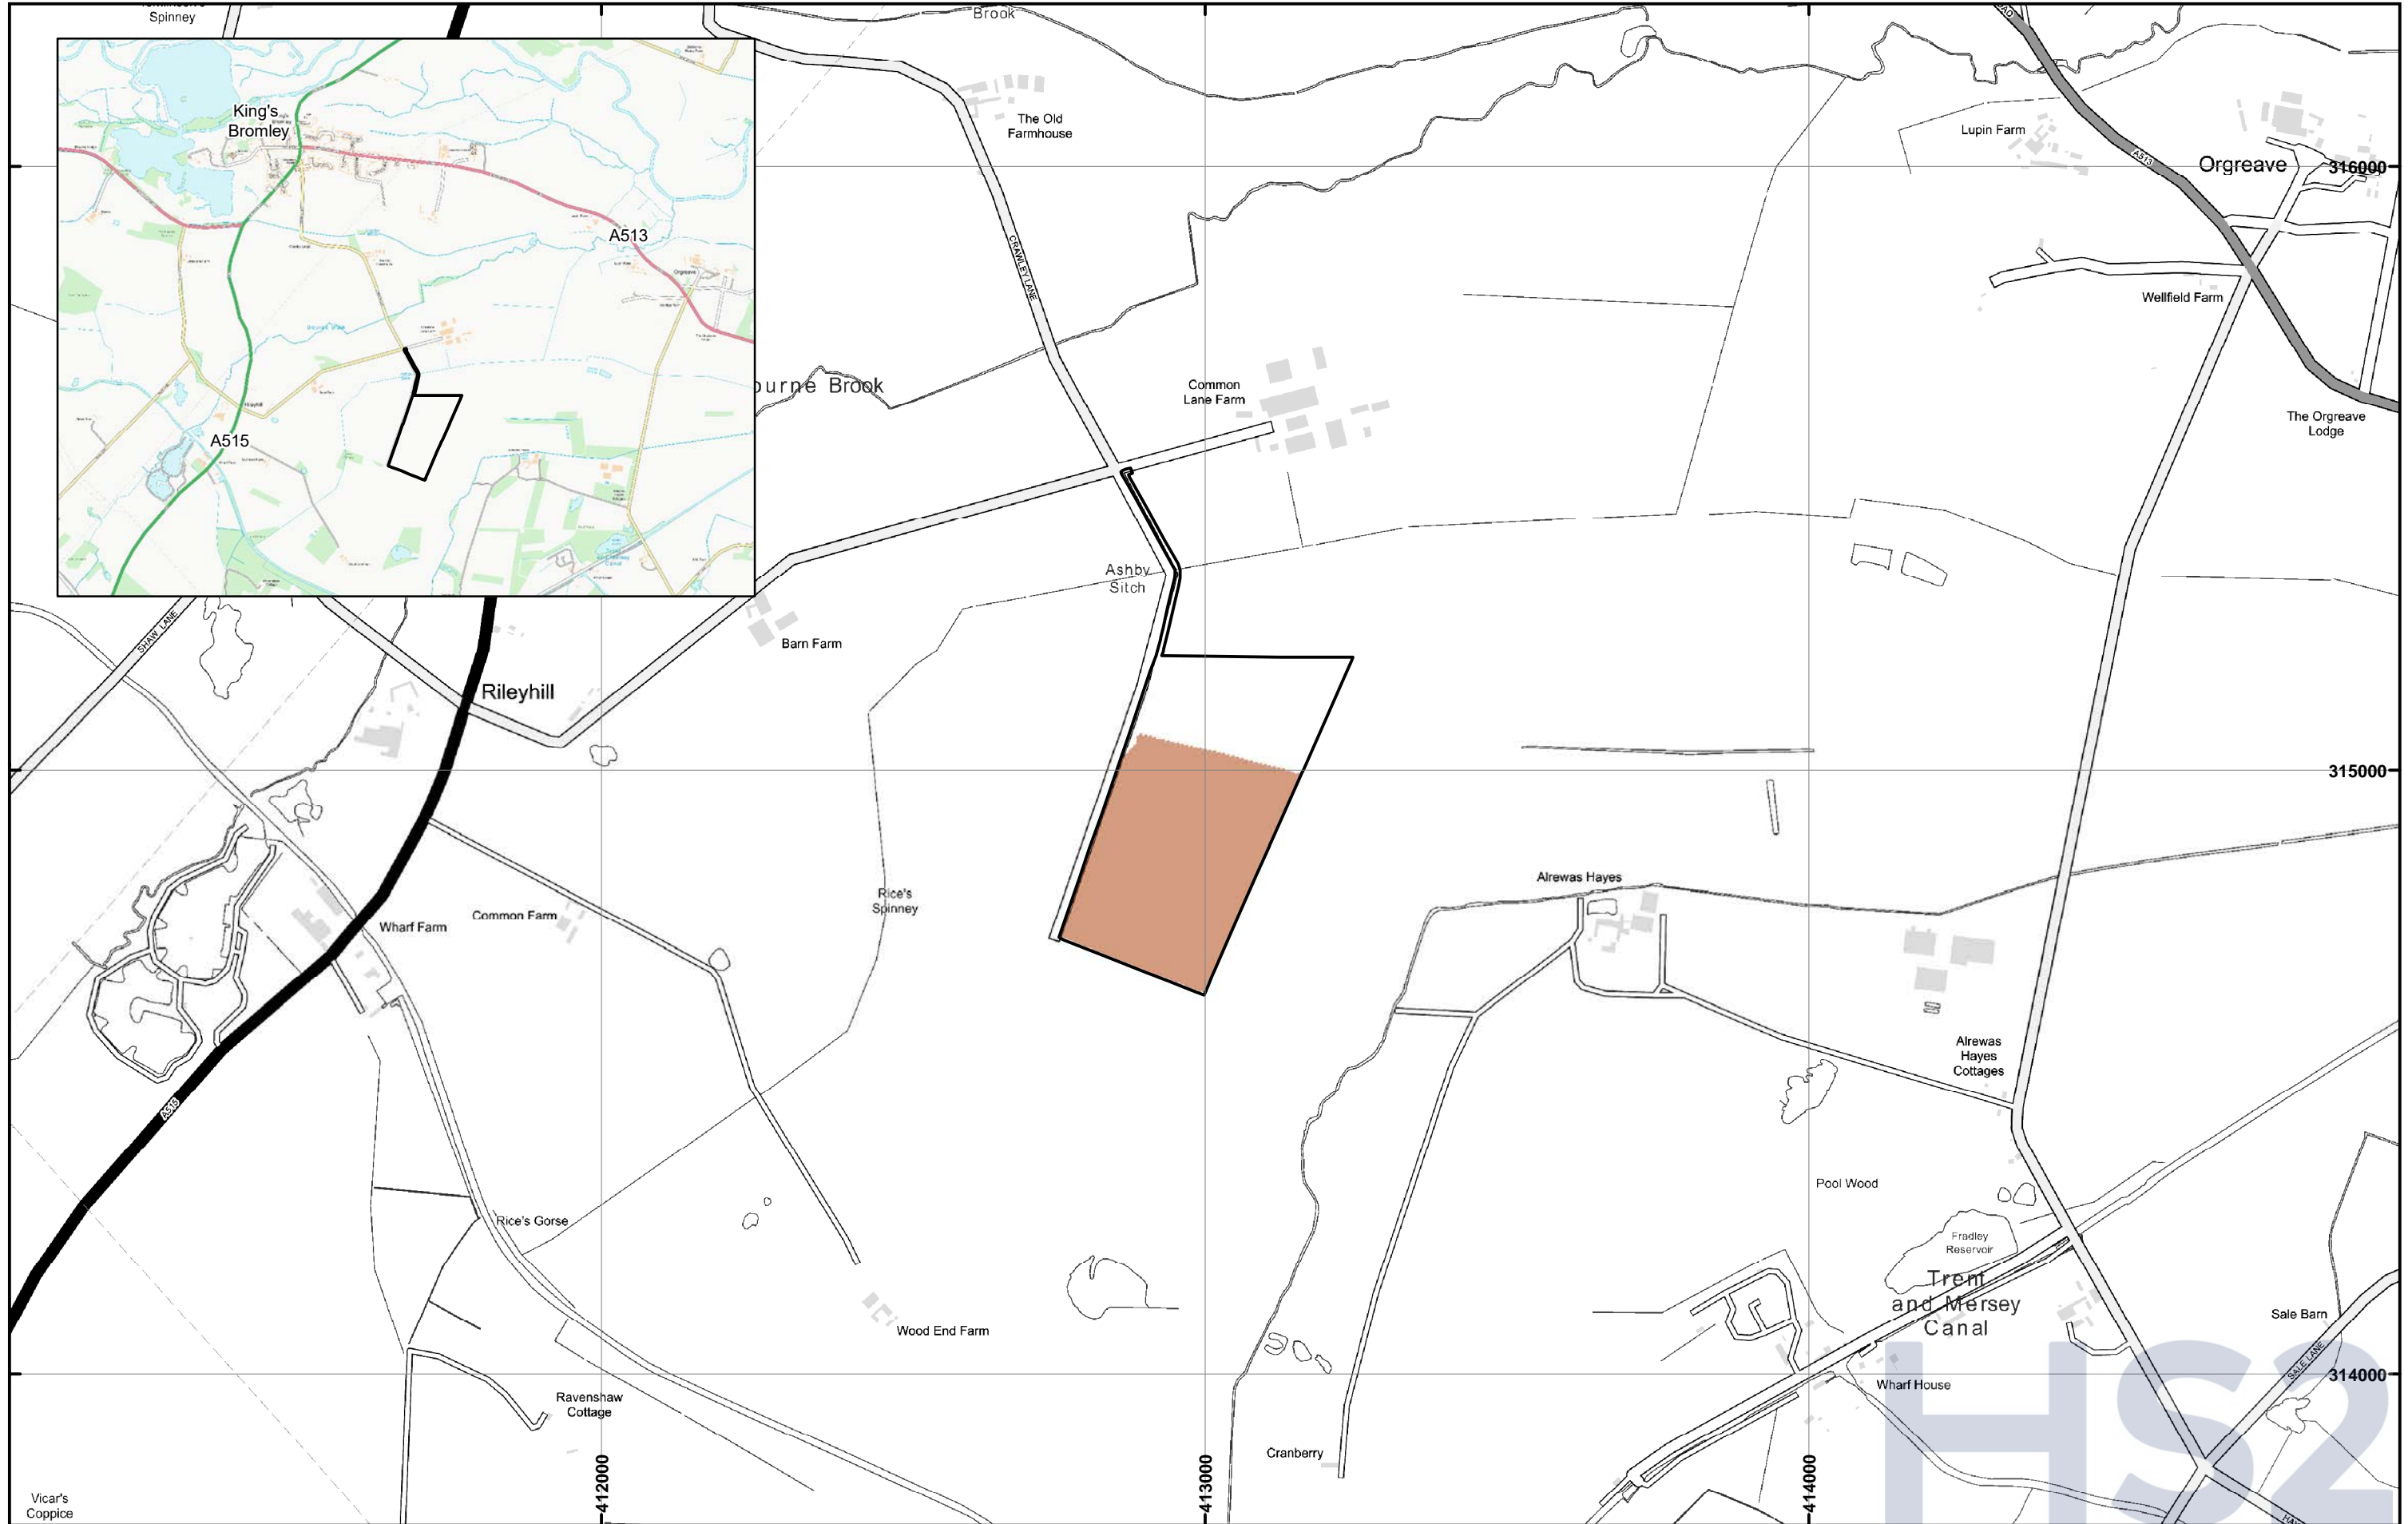 Spinney
Brook
King's
Bromley
A513
A515
The Old
Farmhouse
Lupin Farm
A513
Orgreave
316000
CRAWLEY LANE
Wellfield Farm
Common
Lane Farm
The Orgreave
Lodge
ourne Brook
Ashby
Sitch
SHAW LANE
Barn Farm
Rileyhill
315000
Rice's
Spinney
Alrewas Hayes
Wharf Farm
Common Farm
Alrewas
Hayes
Cottages
A515
Pool Wood
Rice's Gorse
Fradley
Reservoir
Trent
and Mersey
Canal
Wood End Farm
Sale Barn
SALE LANE
314000
Wharf House
Ravenshaw
Cottage
Cranberry
412000
413000
414000
Vicar's
Coppice
HS2